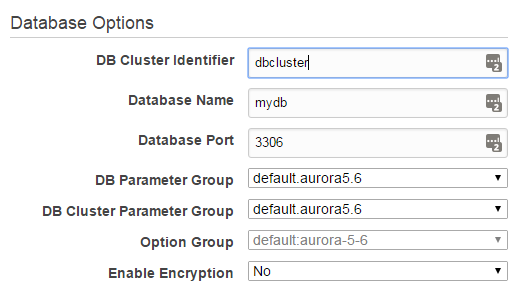 Database Options
DB Cluster Identifier dbcluster
Database Name mydb
Database Port 3306
DB Parameter Group default.aurora5.6
DB Cluster Parameter Group default.aurora5.6
Option Group default:aurora-5-6
Enable Encryption No